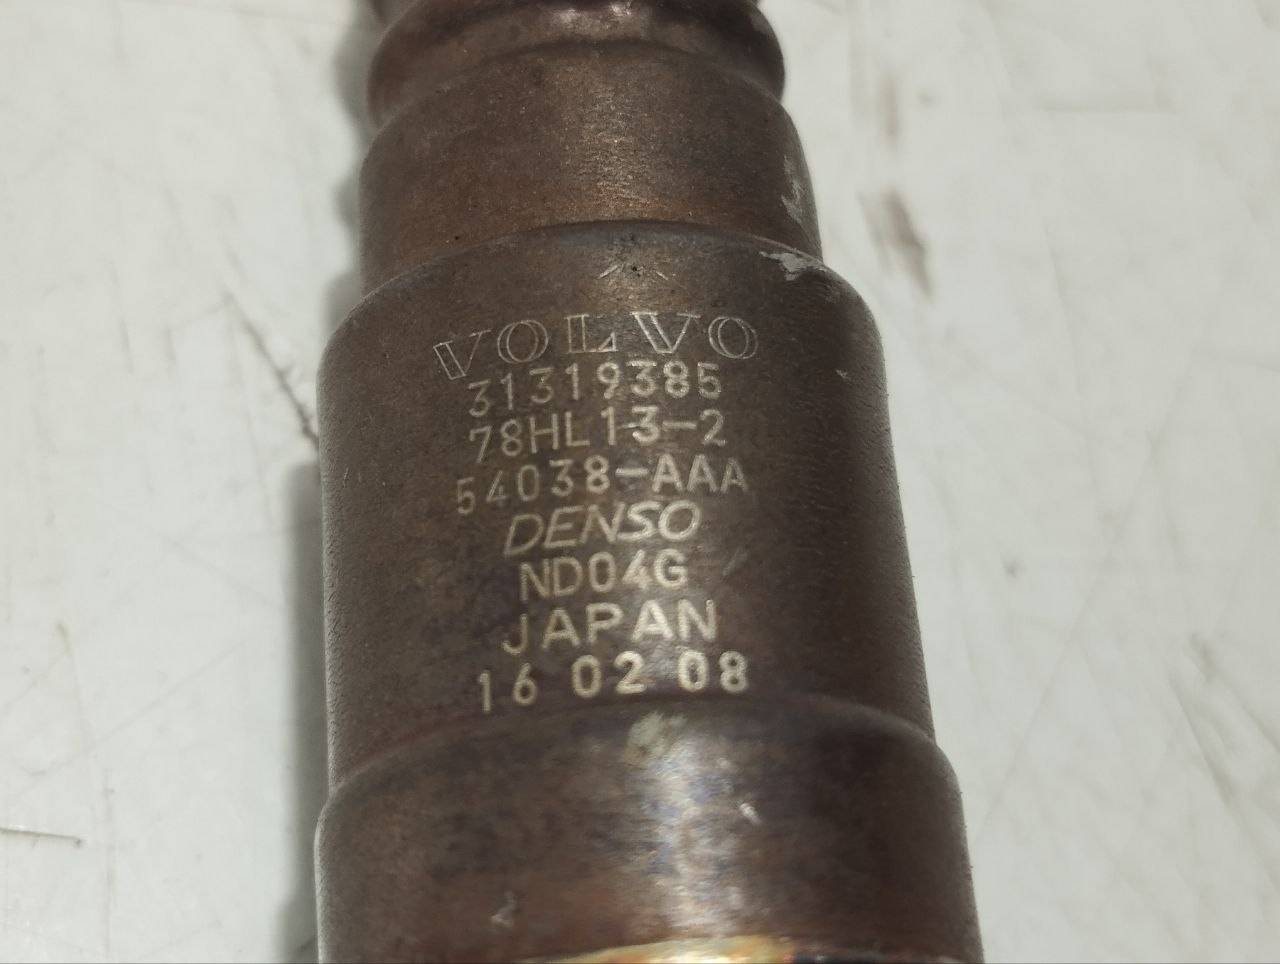 VOLVO
31319385
78HL13-2
54038-AAA
DENSO
ND04G
JAPAN
16 02 08